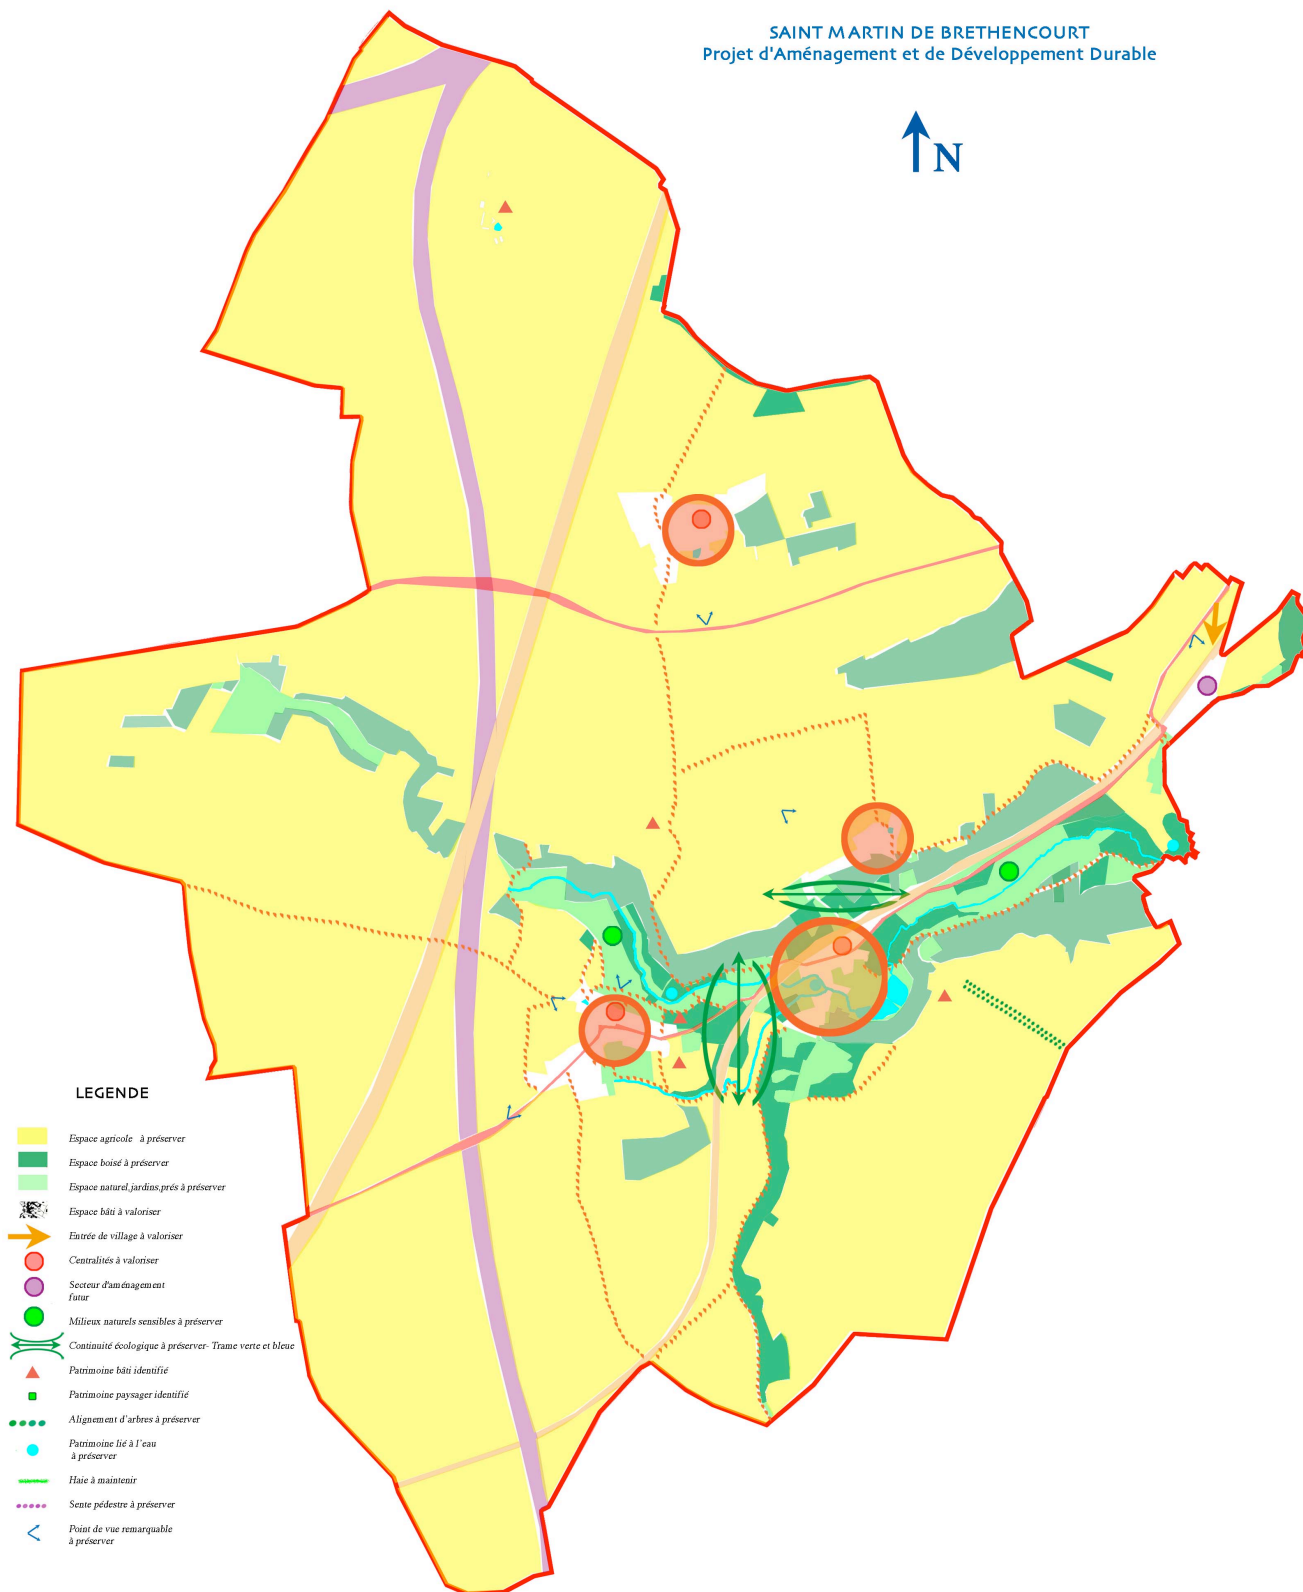 SAINT MARTIN DE BRETHENCOURT
Projet d'Aménagement et de Développement Durable
N
LEGENDE
Espace agricole à préserver
Espace boisé à préserver
Espace naturel,jardins,prés à préserver
Espace bâti à valoriser
Entrée de village à valoriser
Centralités à valoriser
Secteur d'aménagement
futur
Milieux naturels sensibles à préserver
Continuité écologique à préserver- Trame verte et bleue
Patrimoine bâti identifié
Patrimoine paysager identifié
Alignement d'arbres à préserver
Patrimoine lié à l'eau
à préserver
Haie à maintenir
Sente pédestre à préserver
Point de vue remarquable
à préserver